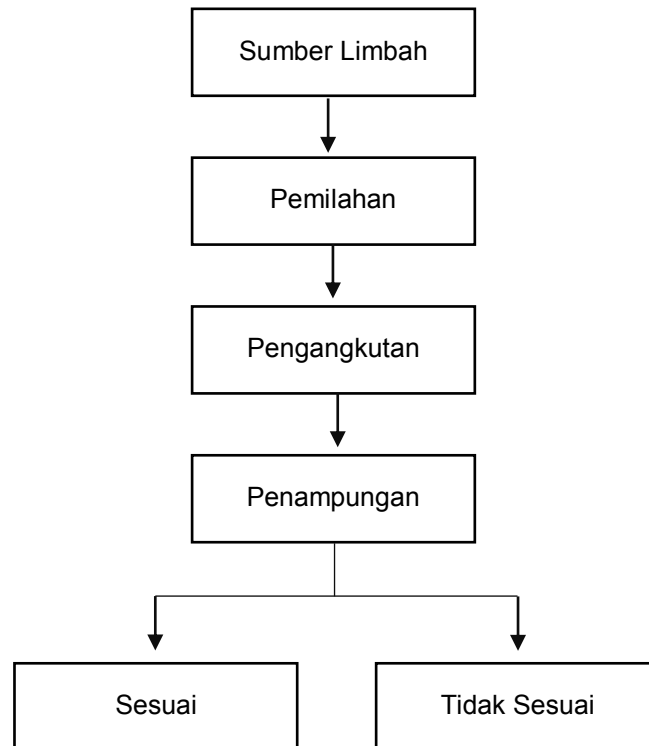 Sumber Limbah
Pemilahan
Pengangkutan
Penampungan
Sesuai
Tidak Sesuai